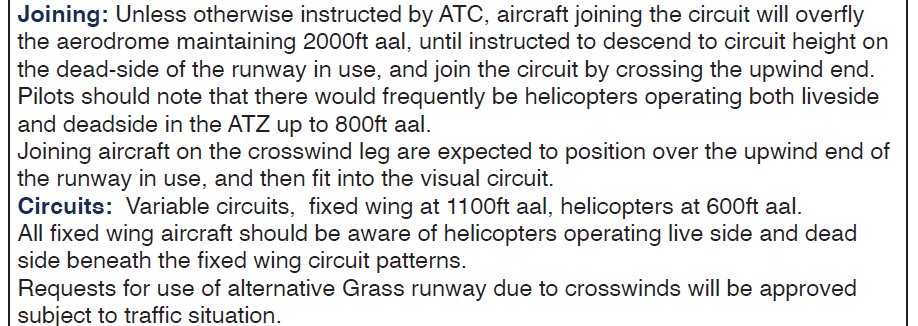 Joining: Unless otherwise instructed by ATC, aircraft joining the circuit will overfly
the aerodrome maintaining 2000ft aal, until instructed to descend to circuit height on
the dead-side of the runway in use, and join the circuit by crossing the upwind end.
Pilots should note that there would frequently be helicopters operating both liveside
and deadside in the ATZ up to 800ft aal.
Joining aircraft on the crosswind leg are expected to position over the upwind end of
the runway in use, and then fit into the visual circuit.
Circuits: Variable circuits, fixed wing at 1100ft aal, helicopters at 600ft aal.
All fixed wing aircraft should be aware of helicopters operating live side and dead
side beneath the fixed wing circuit patterns.
Requests for use of alternative Grass runway due to crosswinds will be approved
subject to traffic situation.